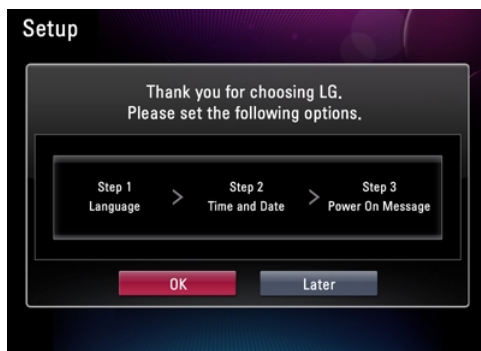 Setup
Thank you for choosing LG.
Please set the following options.
Step 1 > Step 2 > Step 3
Language Time and Date Power On Message
OK Later